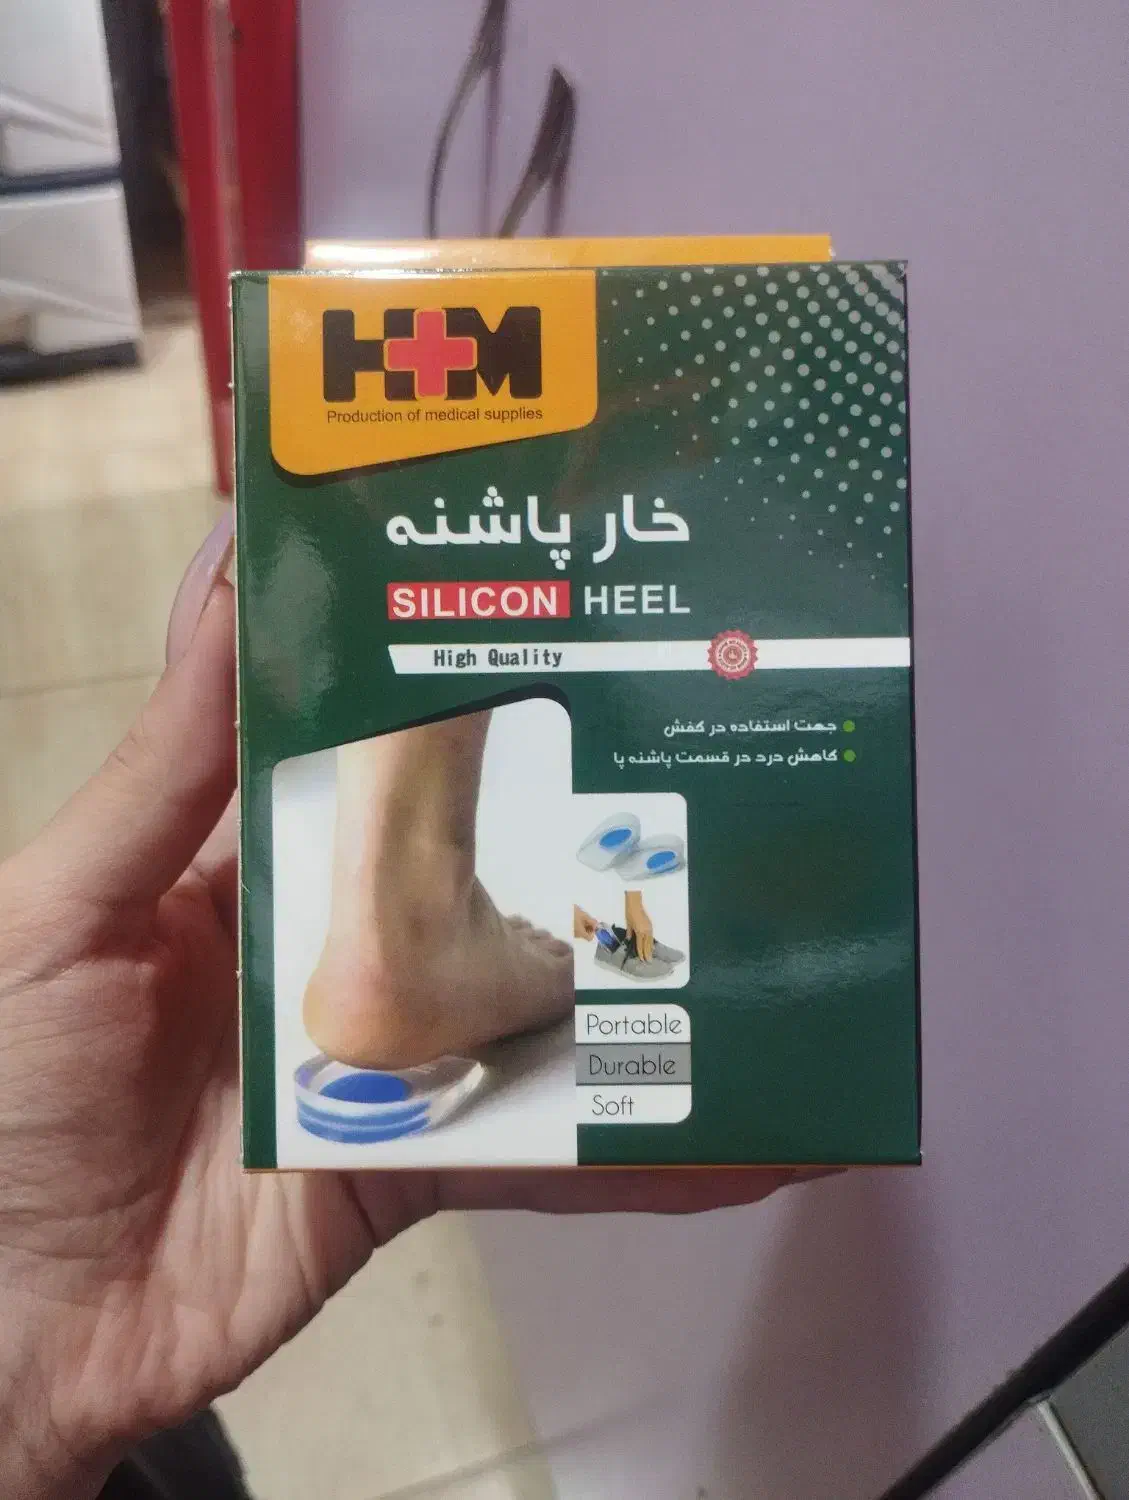 H+M
Production of medical supplies
خار پاشنه
SILICON HEEL
High Quality
جهت استفاده در کفش
کاهش درد در قسمت پاشنه پا
Portable
Durable
Soft